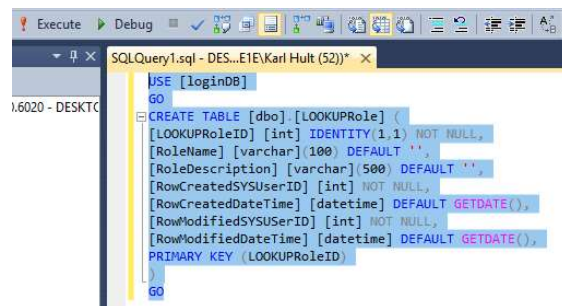 Execute Debug
SQLQuery1.sql - DES...E1E\Karl Hult (52))*
.6020 - DESKTC
USE [loginDB]
GO
CREATE TABLE [dbo].[LOOKUPRole] (
[LOOKUPRoleID] [int] IDENTITY(1,1) NOT NULL,
[RoleName] [varchar](100) DEFAULT '',
[RoleDescription] [varchar](500) DEFAULT '',
[RowCreatedSYSUserID] [int] NOT NULL,
[RowCreatedDateTime] [datetime] DEFAULT GETDATE(),
[RowModifiedSYSUserID] [int] NOT NULL,
[RowModifiedDateTime] [datetime] DEFAULT GETDATE(),
PRIMARY KEY (LOOKUPRoleID)
)
GO